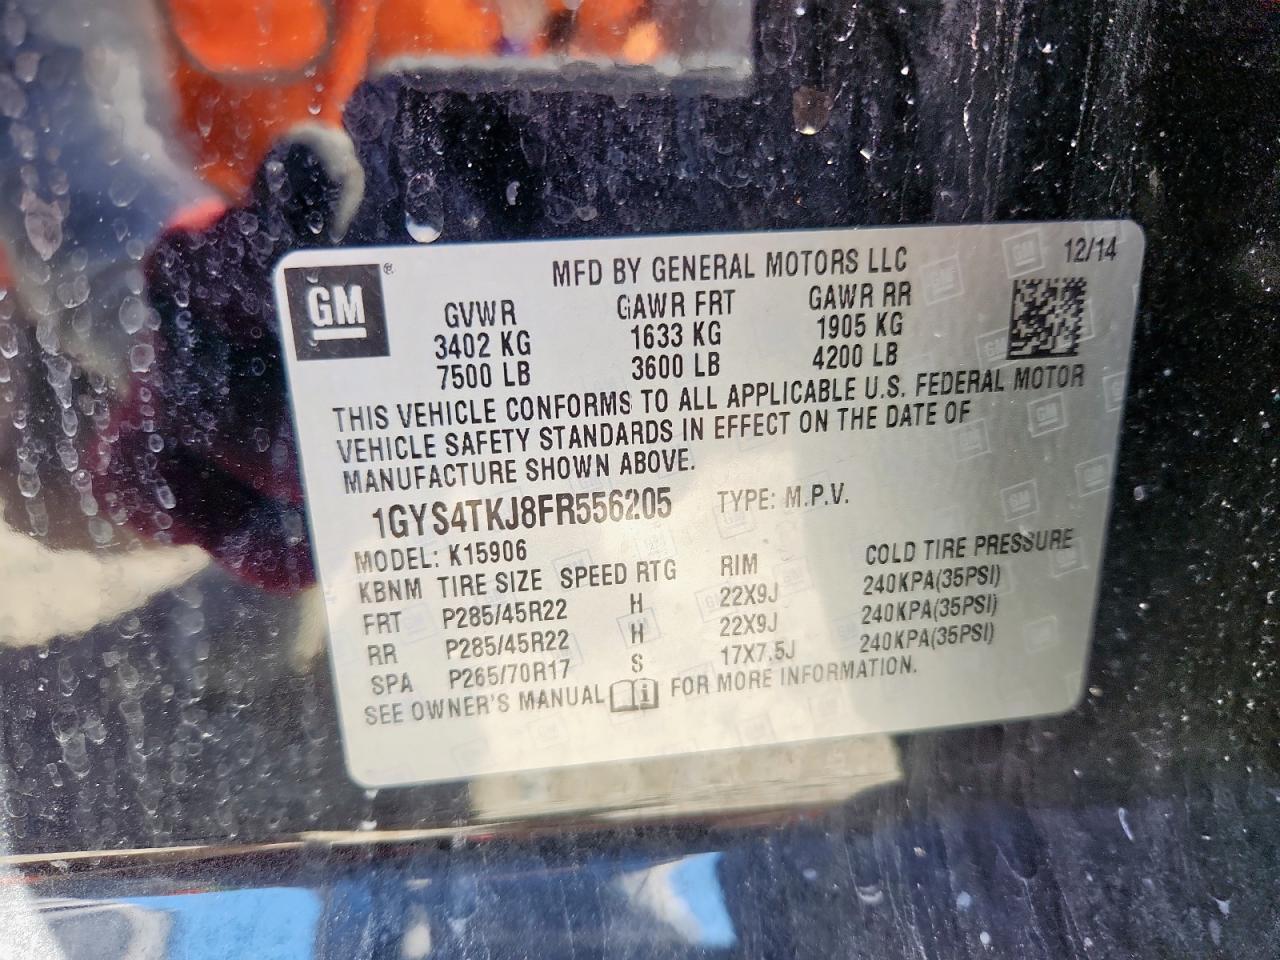 GM®
MFD BY GENERAL MOTORS LLC 12/14
GVWR GAWR FRT GAWR RR
3402 KG 1633 KG 1905 KG
7500 LB 3600 LB 4200 LB
THIS VEHICLE CONFORMS TO ALL APPLICABLE U.S. FEDERAL MOTOR
VEHICLE SAFETY STANDARDS IN EFFECT ON THE DATE OF
MANUFACTURE SHOWN ABOVE.
1GYS4TKJ8FR556205 TYPE: M.P.V.
MODEL: K15906
KBNM TIRE SIZE SPEED RTG RIM COLD TIRE PRESSURE
FRT P285/45R22 H 22X9J 240KPA(35PSI)
RR P285/45R22 H 22X9J 240KPA(35PSI)
SPA P265/70R17 S 17X7.5J 240KPA(35PSI)
SEE OWNER'S MANUAL FOR MORE INFORMATION.